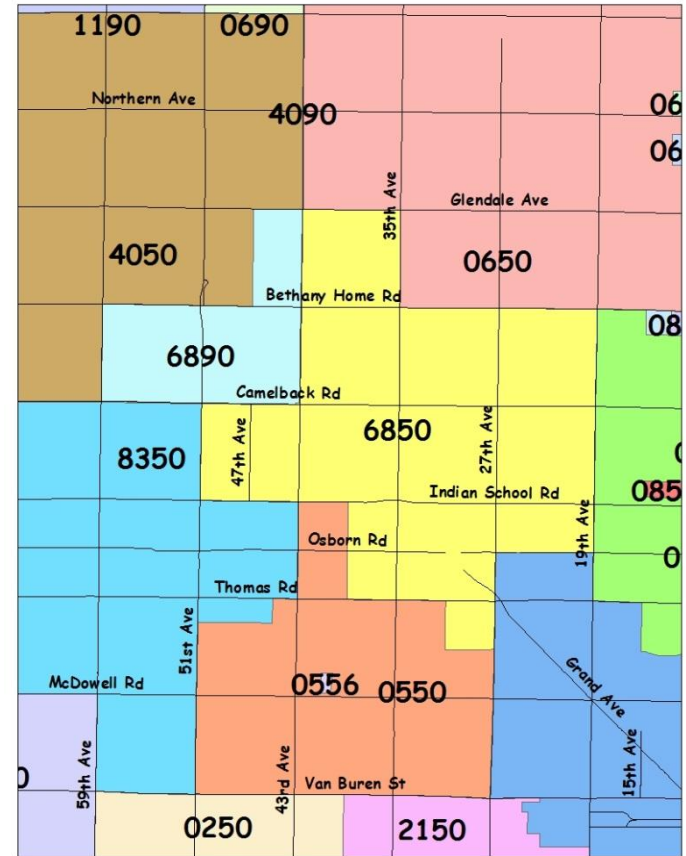 1190
0690
Northern Ave
4090
06
06
35th Ave
Glendale Ave
4050
0650
Bethany Home Rd
08
6890
Camelback Rd
6850
47th Ave
27th Ave
8350
Indian School Rd
085
Osborn Rd
19th Ave
0
Thomas Rd
51st Ave
McDowell Rd
0556
0550
Grand Ave
0
59th Ave
43rd Ave
Van Buren St
15th Ave
0250
2150